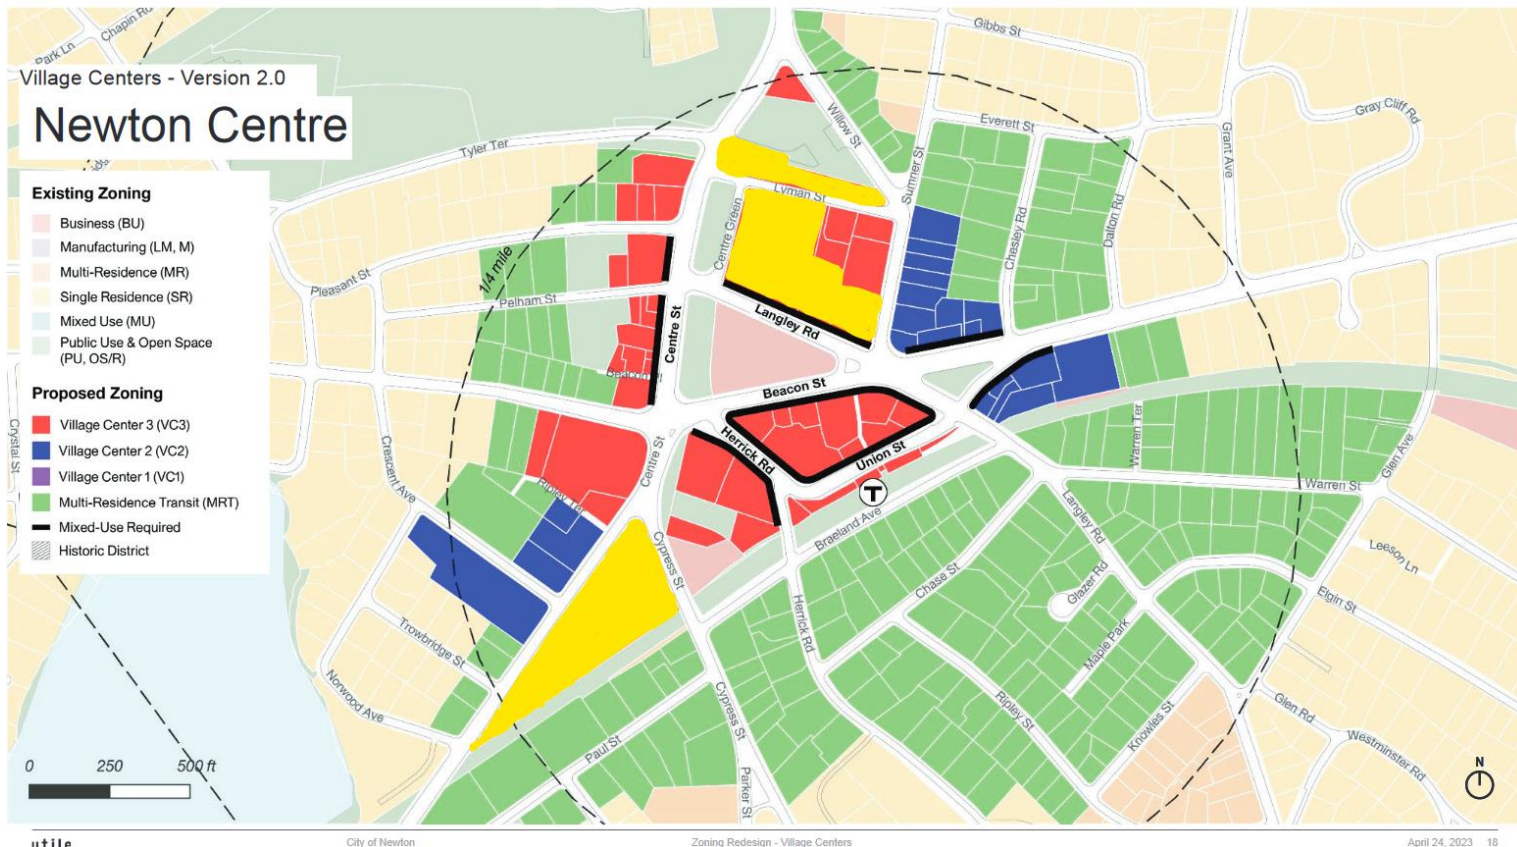 Village Centers - Version 2.0
Newton Centre
Existing Zoning
Business (BU)
Manufacturing (LM, M)
Multi-Residence (MR)
Single Residence (SR)
Mixed Use (MU)
Public Use & Open Space
(PU, OS/R)
Proposed Zoning
Village Center 3 (VC3)
Village Center 2 (VC2)
Village Center 1 (VC1)
Multi-Residence Transit (MRT)
Mixed-Use Required
Historic District
Park Ln
Chapin Rd
Gibbs St
Gray Cliff Rd
Grant Ave
Everett St
Willow St
Tyler Ter
Sumner St
Lyman St
Centre Green
Chesley Rd
Dalton Rd
1/4 mile
Pleasant St
Pelham St
Langley Rd
Centre St
Beacon St
Crystal St
Crescent Ave
Herrick Rd
Union St
Centre St
Warren Ter
Glen Ave
Warren St
Ripley Ter
T
Braeland Ave
Langley Rd
Cypress St
Chase St
Glazer Rd
Leeson Ln
Elgin St
Herrick Rd
Maple Park
Trowbridge St
Norwood Ave
Cypress St
Ripley St
Knowles St
Glen Rd
Westminster Rd
Paul St
Parker St
0 250 500 ft
N
utile
City of Newton
Zoning Redesign - Village Centers
April 24, 2023 18